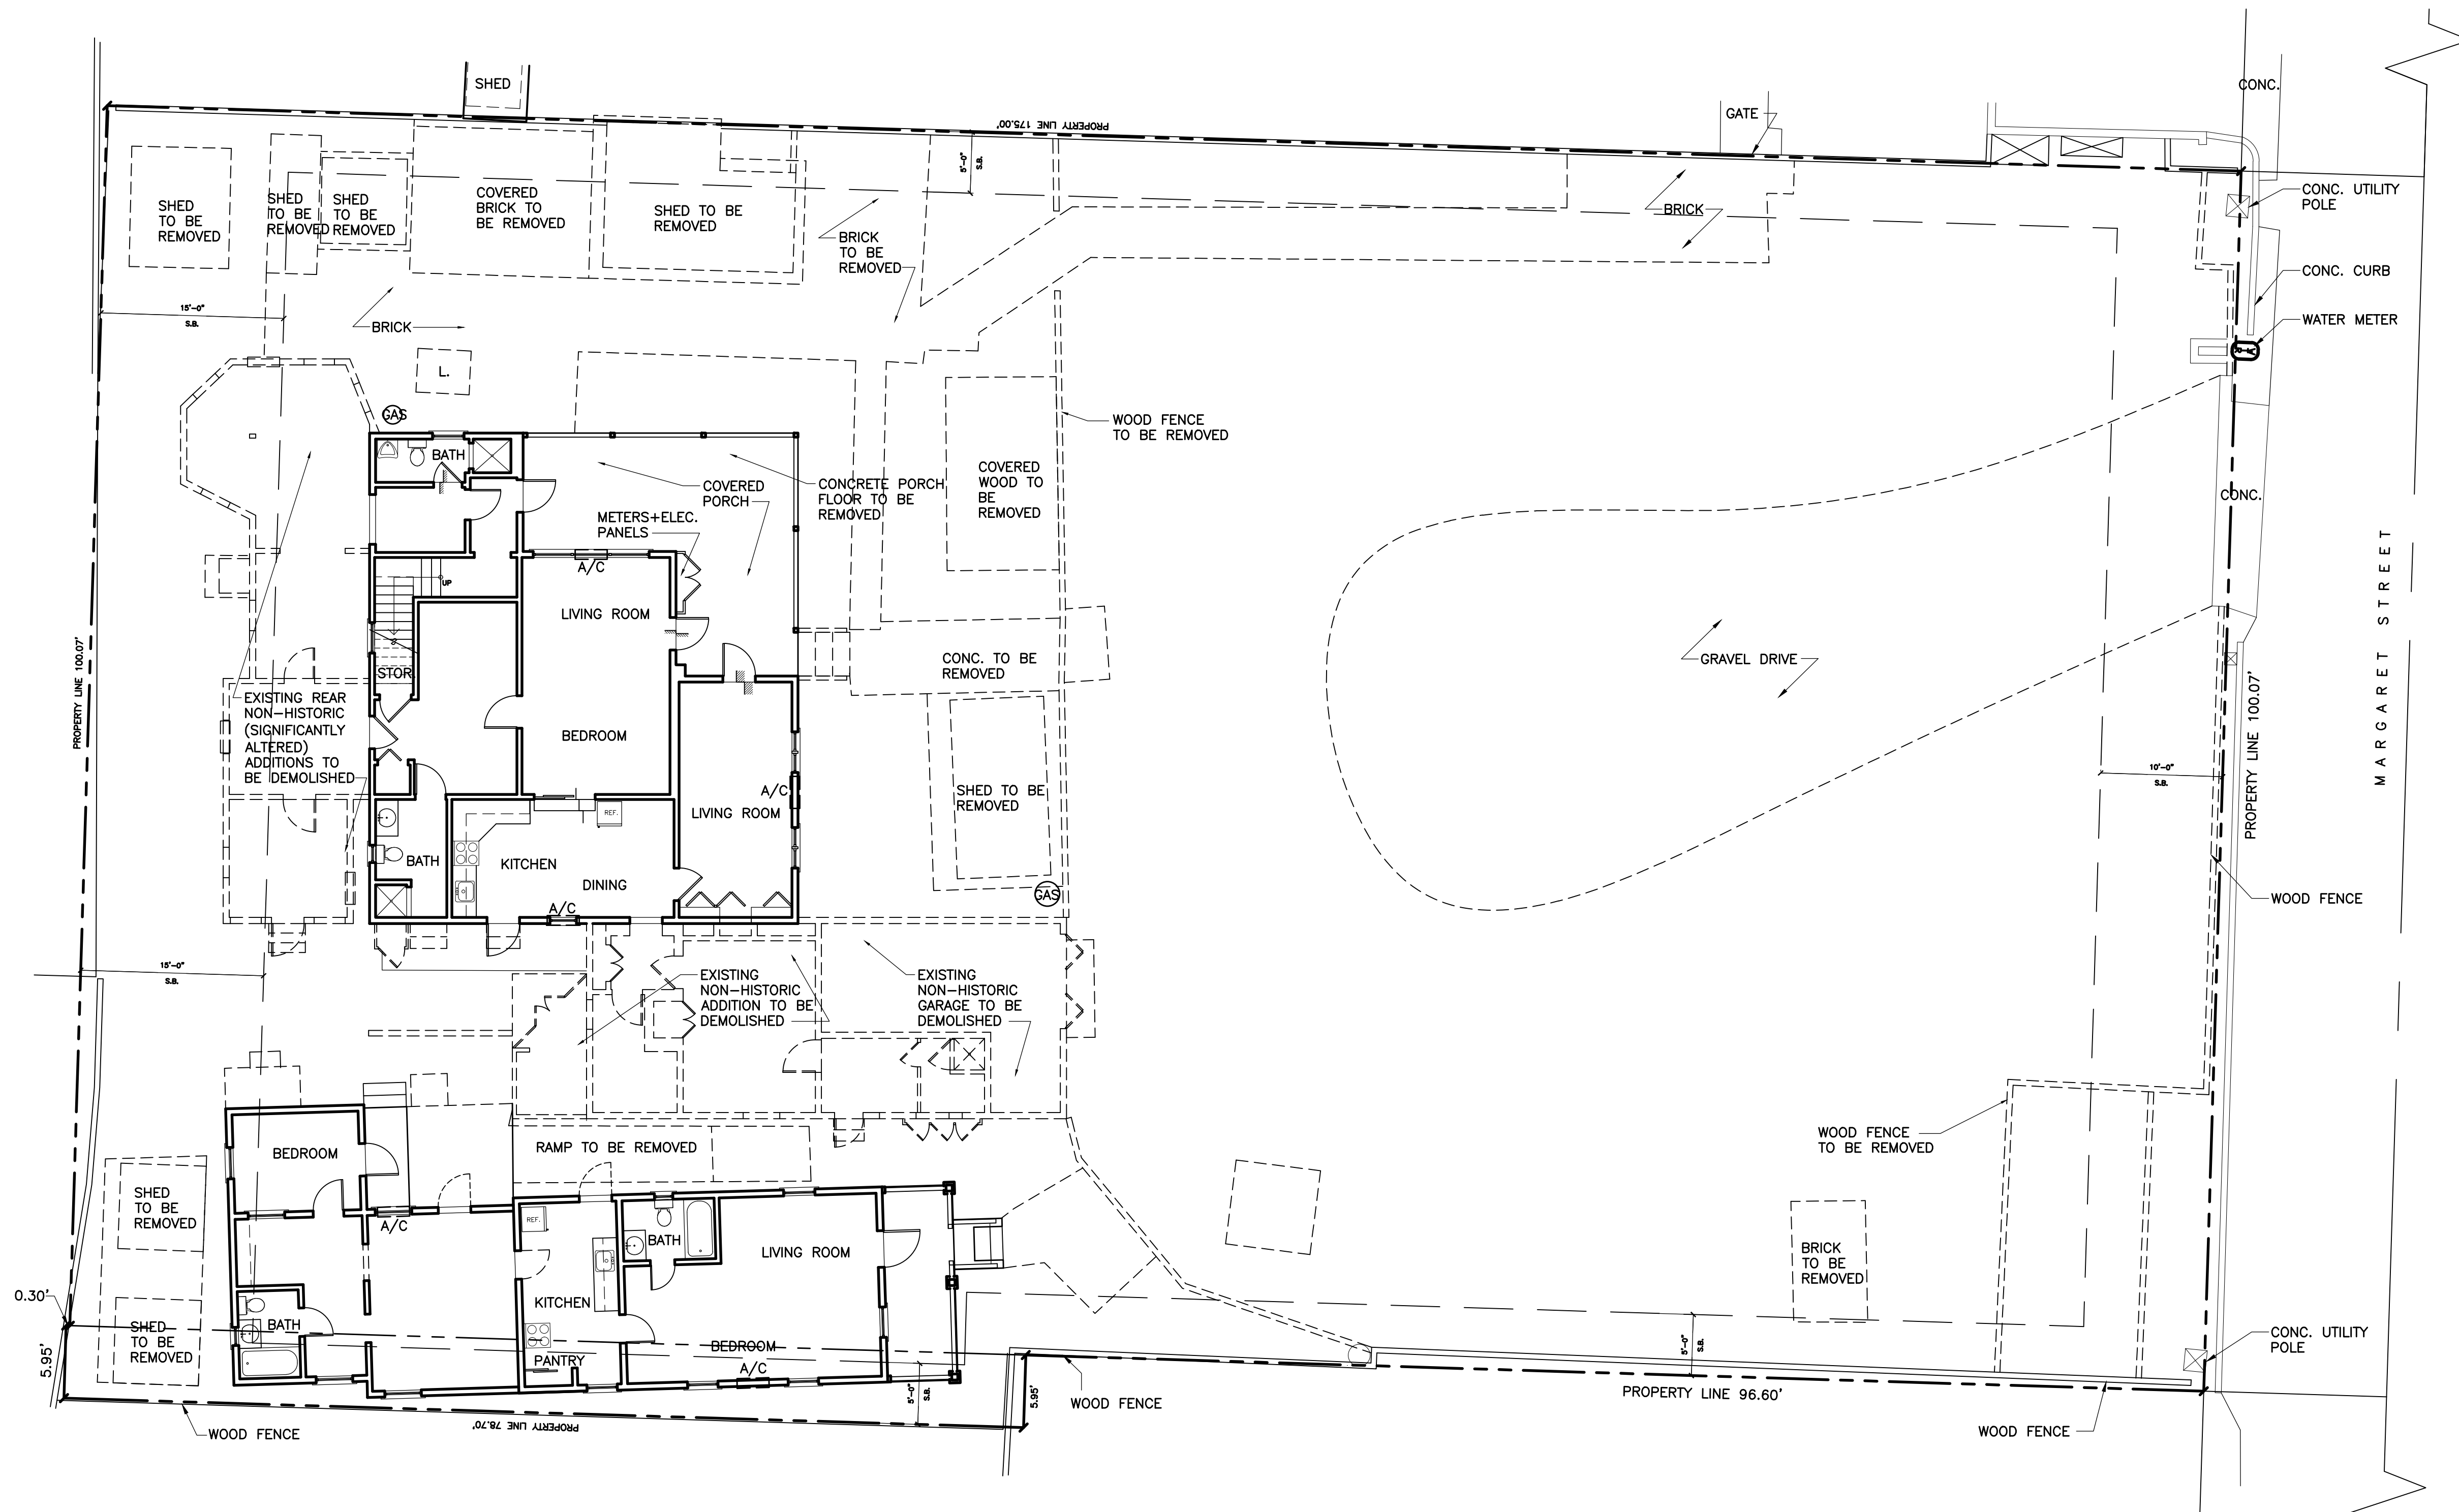 SHED
CONC.
PROPERTY LINE 175.00'
GATE
5'-0"
S.B.
SHED
TO BE
REMOVED
SHED
TO BE
REMOVED
SHED
TO BE
REMOVED
COVERED
BRICK TO
BE REMOVED
SHED TO BE
REMOVED
BRICK
TO BE
REMOVED
BRICK
CONC. UTILITY
POLE
CONC. CURB
WATER METER
15'-0"
S.B.
BRICK
L.
GAS
WOOD FENCE
TO BE REMOVED
BATH
COVERED
PORCH
CONCRETE PORCH
FLOOR TO BE
REMOVED
COVERED
WOOD TO
BE
REMOVED
CONC.
METERS+ELEC.
PANELS
A/C
UP
LIVING ROOM
STOR.
CONC. TO BE
REMOVED
GRAVEL DRIVE
MARGARET STREET
PROPERTY LINE 100.07'
PROPERTY LINE 100.07'
EXISTING REAR
NON-HISTORIC
(SIGNIFICANTLY
ALTERED)
ADDITIONS TO
BE DEMOLISHED
BEDROOM
10'-0"
S.B.
A/C
SHED TO BE
REMOVED
LIVING ROOM
REF.
BATH
KITCHEN
DINING
A/C
GAS
WOOD FENCE
15'-0"
S.B.
EXISTING
NON-HISTORIC
ADDITION TO BE
DEMOLISHED
EXISTING
NON-HISTORIC
GARAGE TO BE
DEMOLISHED
WOOD FENCE
TO BE REMOVED
RAMP TO BE REMOVED
BEDROOM
SHED
TO BE
REMOVED
A/C
REF.
BATH
LIVING ROOM
BRICK
TO BE
REMOVED
0.30'
KITCHEN
BATH
SHED
TO BE
REMOVED
BEDROOM
PANTRY
A/C
5.95'
5'-0"
S.B.
5.95'
5'-0"
S.B.
CONC. UTILITY
POLE
WOOD FENCE
PROPERTY LINE 96.60'
PROPERTY LINE 78.70'
WOOD FENCE
WOOD FENCE